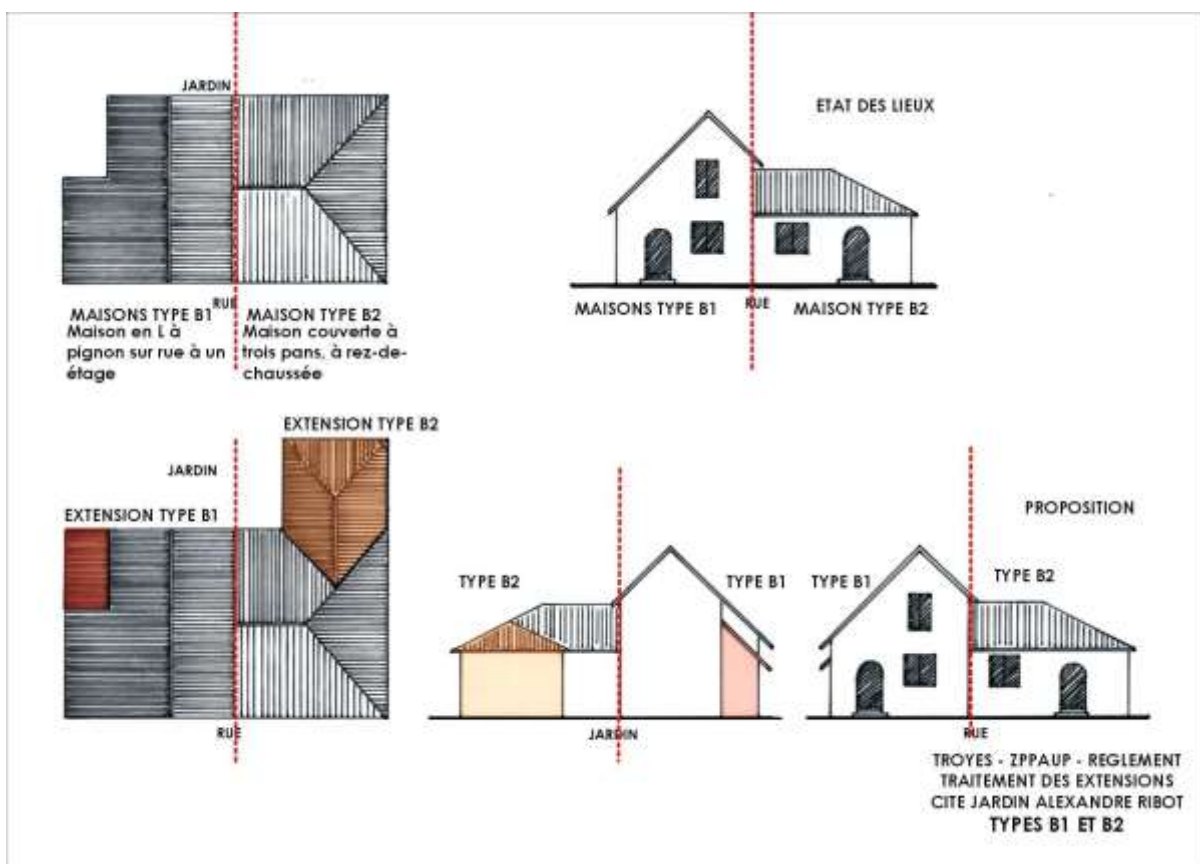 JARDIN
ETAT DES LIEUX
RUE
MAISONS TYPE B1
Maison en L à
pignon sur rue à un
étage
MAISON TYPE B2
Maison couverte à
trois pans, à rez-de-
chaussée
MAISONS TYPE B1
RUE
MAISON TYPE B2
EXTENSION TYPE B2
JARDIN
EXTENSION TYPE B1
RUE
PROPOSITION
TYPE B2
TYPE B1
JARDIN
TYPE B1
TYPE B2
RUE
TROYES - ZPPAUP - REGLEMENT
TRAITEMENT DES EXTENSIONS
CITE JARDIN ALEXANDRE RIBOT
TYPES B1 ET B2